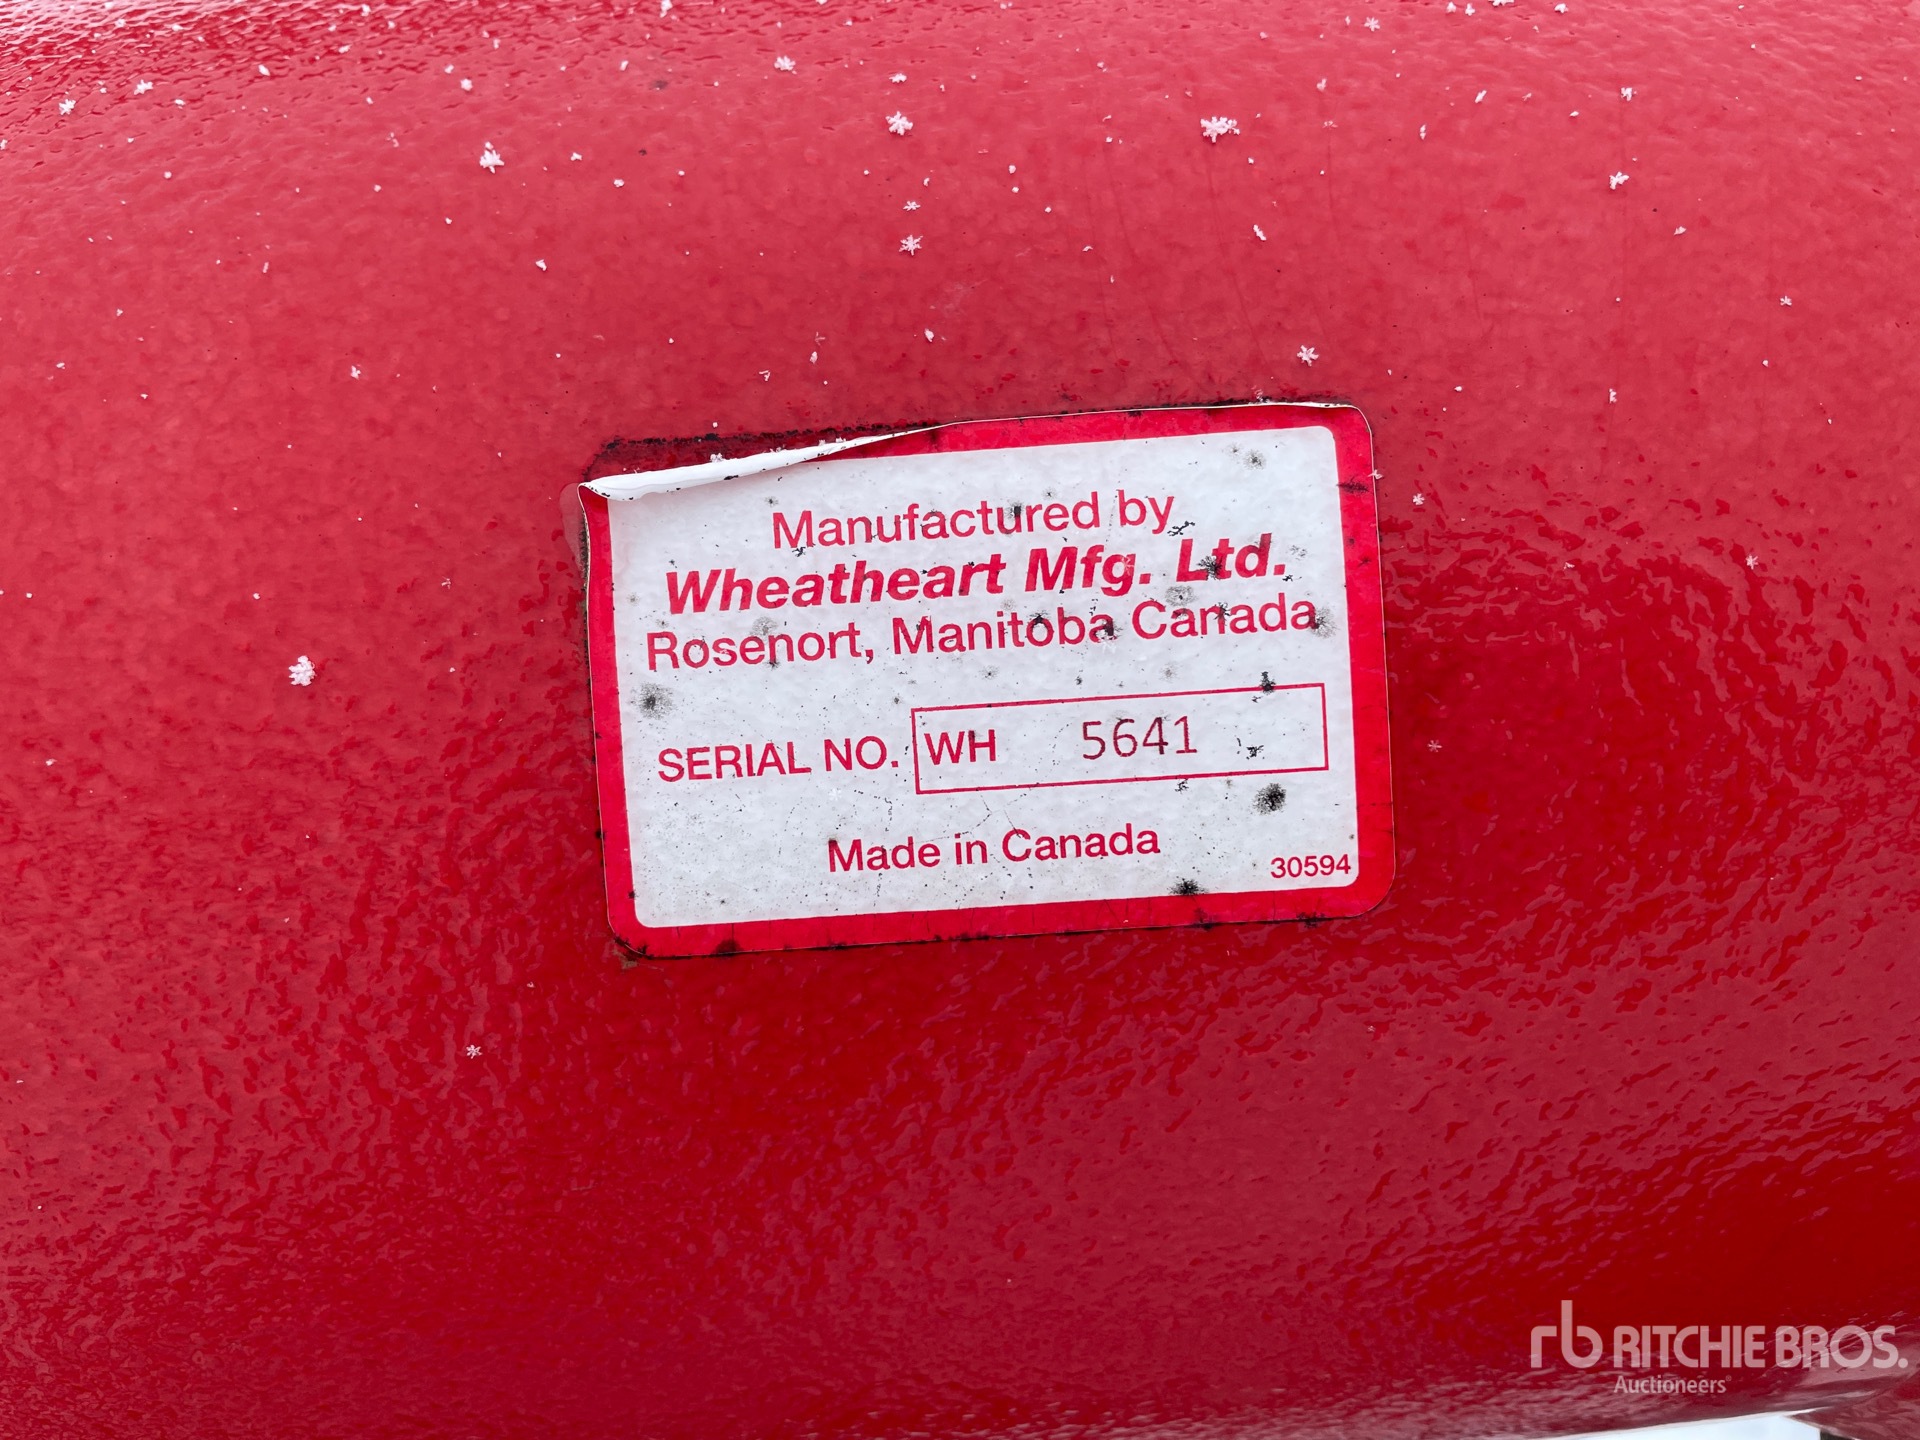 Manufactured by
Wheatheart Mfg. Ltd.
Rosenort, Manitoba Canada
SERIAL NO. WH 5641
Made in Canada
30594
rb RITCHIE BROS.
Auctioneers